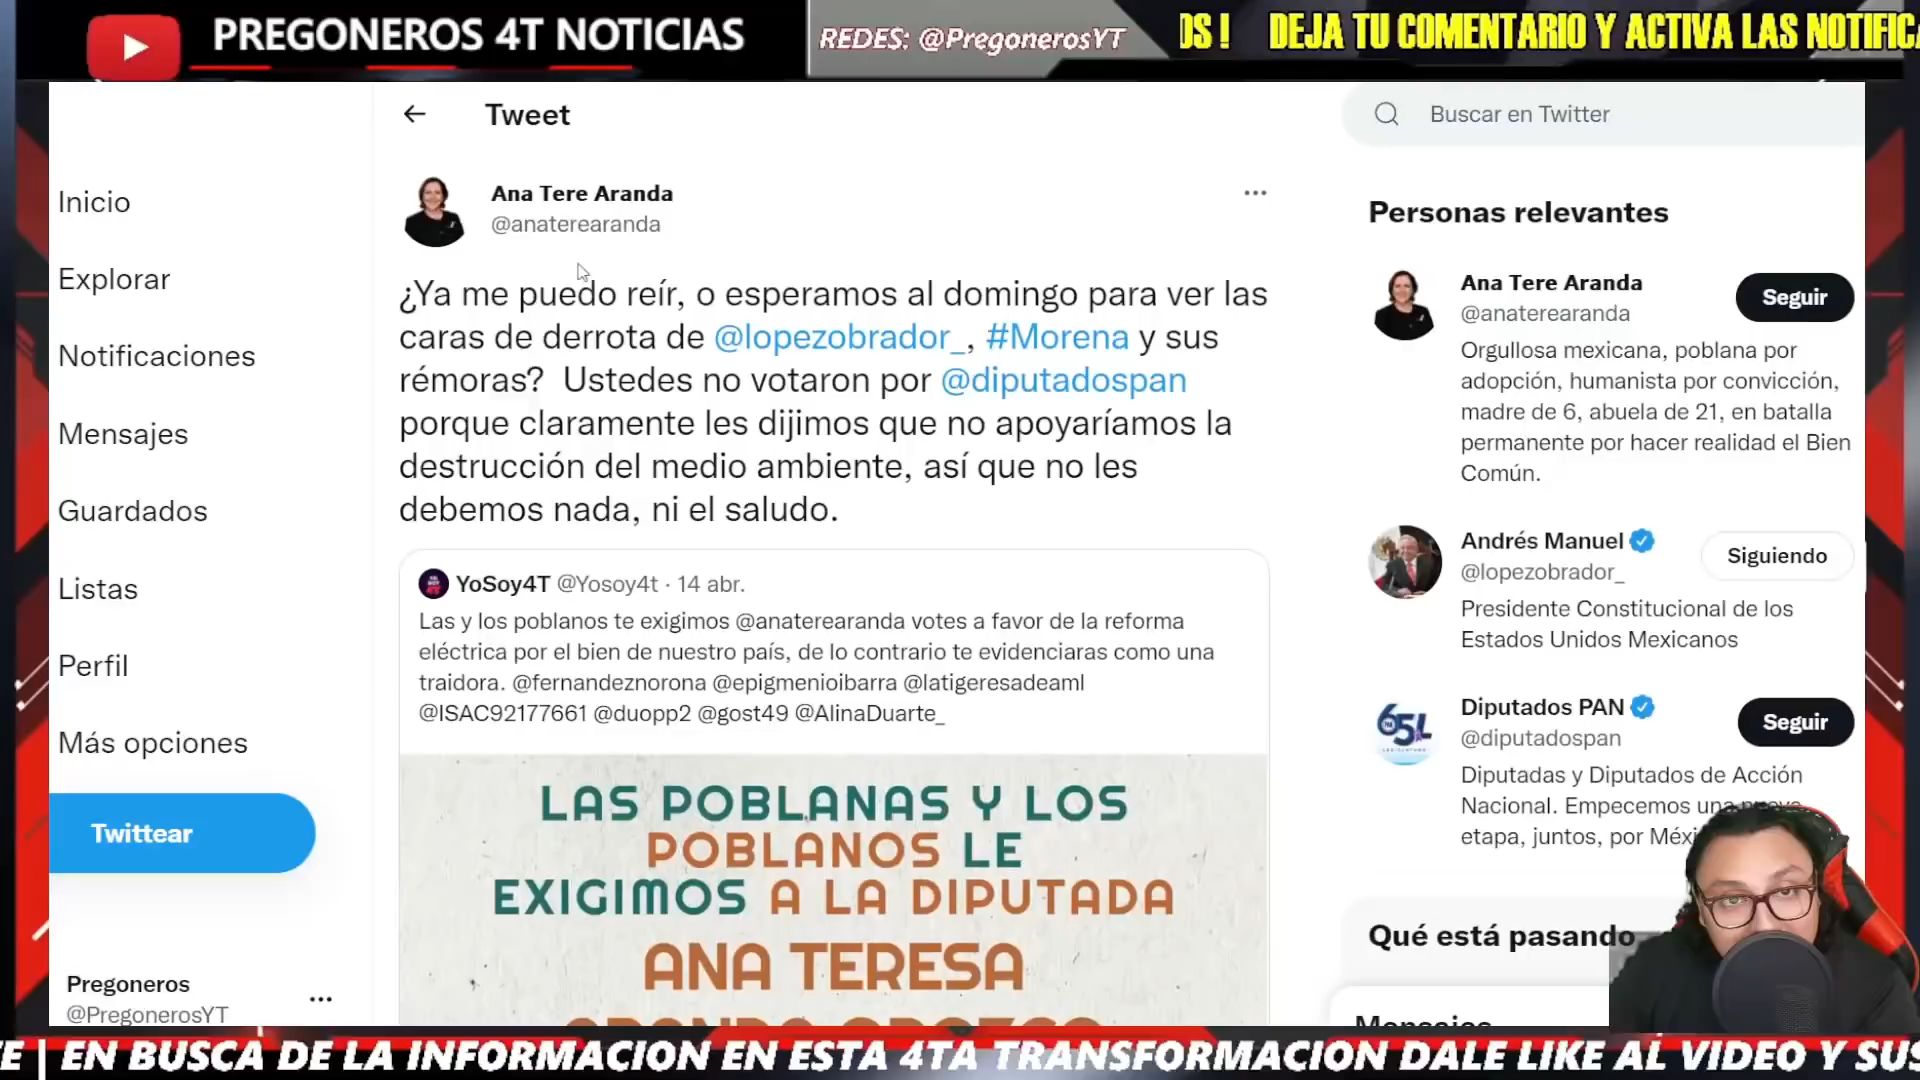 PREGONEROS 4T NOTICIAS
REDES: @PregonerosYT
DEJA TU COMENTARIO Y ACTIVA LAS
Tweet
Buscar en Twitter
Inicio
Explorar
Notificaciones
Mensajes
Guardados
Listas
Perfil
Más opciones
Twittear
Pregoneros
@PregonerosYT
Ana Tere Aranda
@anaterearanda
¿Ya me puedo reír, o esperamos al domingo para ver las
caras de derrota de @lopezobrador_, #Morena y sus
rémoras? Ustedes no votaron por @diputadospan
porque claramente les dijimos que no apoyaríamos la
destrucción del medio ambiente, así que no les
debemos nada, ni el saludo.
YoSoy4T @Yosoy4t · 14 abr.
Las y los poblanos te exigimos @anaterearanda votes a favor de la reforma
eléctrica por el bien de nuestro país, de lo contrario te evidenciaras como una
traidora. @fernandeznorona @epigmenioibarra @latigeresadeaml
@ISAC92177661 @duopp2 @gost49 @AlinaDuarte_
LAS POBLANAS Y LOS
POBLANOS LE
EXIGIMOS A LA DIPUTADA
ANA TERESA
Personas relevantes
Ana Tere Aranda
Seguir
@anaterearanda
Orgullosa mexicana, poblana por
adopción, humanista por convicción,
madre de 6, abuela de 21, en batalla
permanente por hacer realidad el Bien
Común.
Andrés Manuel
Siguiendo
@lopezobrador_
Presidente Constitucional de los
Estados Unidos Mexicanos
Diputados PAN
Seguir
@diputadospan
Diputadas y Diputados de Acción
Nacional. Empecemos una nueva
etapa, juntos, por
Qué está pasando
Mensajes
EN BUSCA DE LA INFORMACION EN ESTA 4TA TRANSFORMACION DALE LIKE AL VIDEO Y